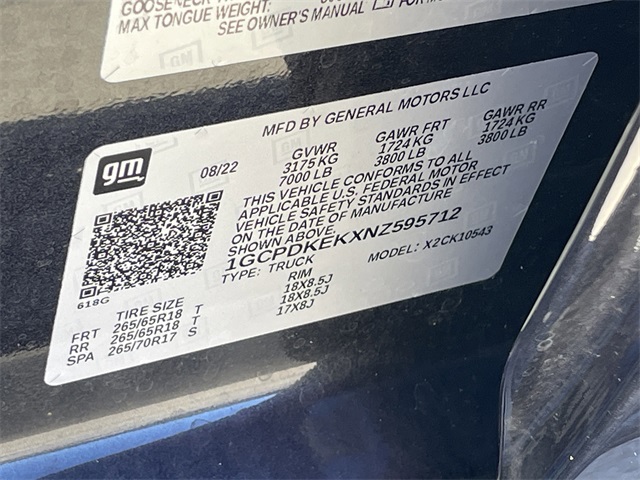 GOOSENECK
MAX TONGUE WEIGHT:
SEE OWNER'S MANUAL FOR
GM
MFD BY GENERAL MOTORS LLC
gm
08/22
GVWR GAWR FRT GAWR RR
3175 KG 1724 KG 1724 KG
7000 LB 3800 LB 3800 LB
THIS VEHICLE CONFORMS TO ALL
APPLICABLE U.S. FEDERAL MOTOR
VEHICLE SAFETY STANDARDS IN EFFECT
ON THE DATE OF MANUFACTURE
SHOWN ABOVE.
1GCPDKEKXNZ595712
TYPE: TRUCK MODEL: X2CK10543
618G
TIRE SIZE RIM
FRT 265/65R18 T 18X8.5J
RR 265/65R18 T 18X8.5J
SPA 265/70R17 S 17X8J